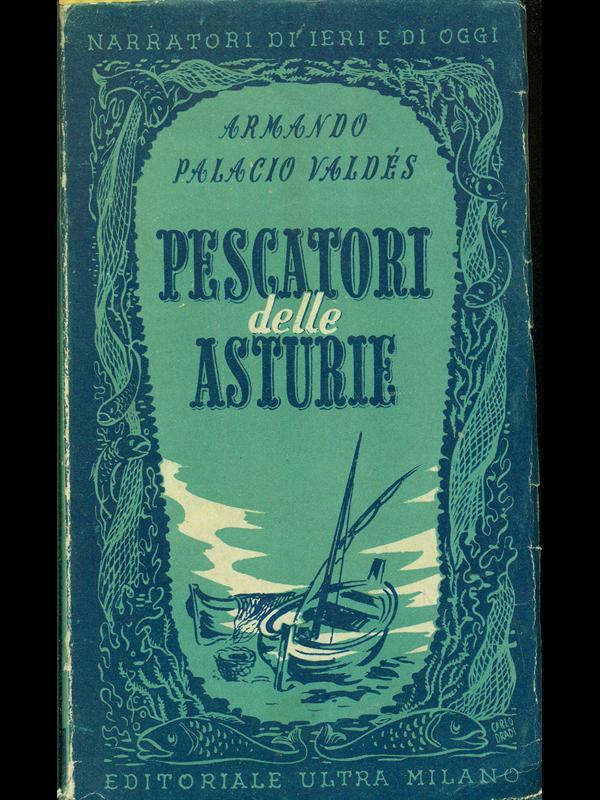 NARRATORI DI IERI E DI OGGI
ARMANDO
PALACIO VALDÉS
PESCATORI
delle
ASTURIE
CARLO
DRADI
EDITORIALE ULTRA MILANO